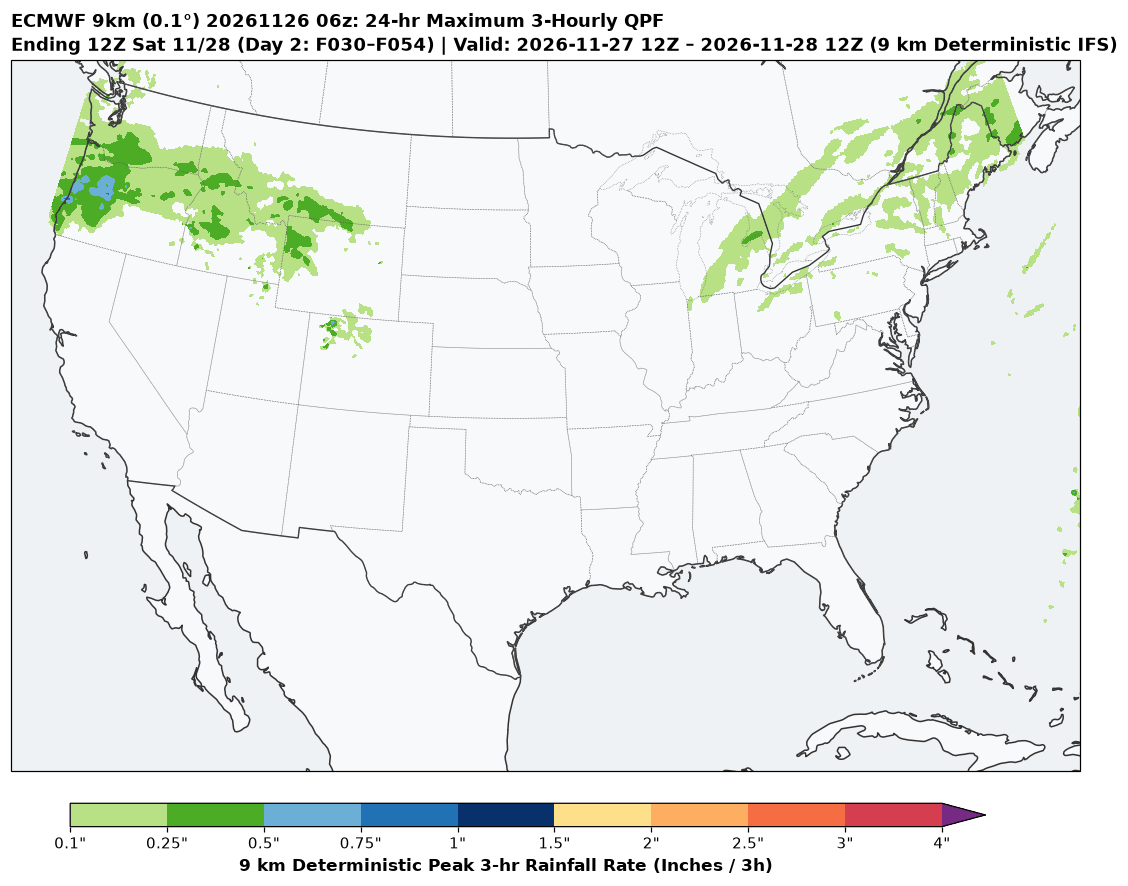 ECMWF 9km (0.1°) 20261126 06z: 24-hr Maximum 3-Hourly QPF
Ending 12Z Sat 11/28 (Day 2: F030–F054) | Valid: 2026-11-27 12Z – 2026-11-28 12Z (9 km Deterministic IFS)
0.1" 0.25" 0.5" 0.75" 1" 1.5" 2" 2.5" 3" 4"
9 km Deterministic Peak 3-hr Rainfall Rate (Inches / 3h)